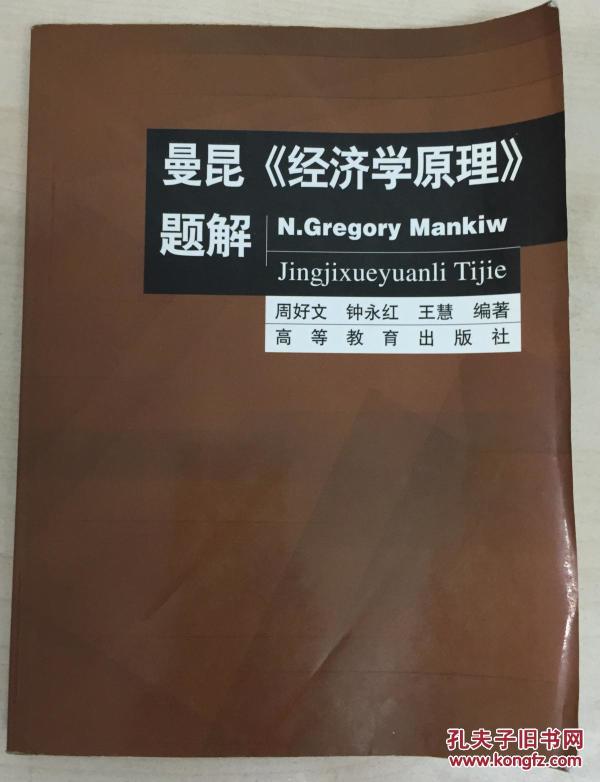 曼昆《经济学原理》
题解
N.Gregory Mankiw
Jingjixueyuanli Tijie
周好文 钟永红 王慧 编著
高等教育出版社
孔夫子旧书网
www.kongfz.com